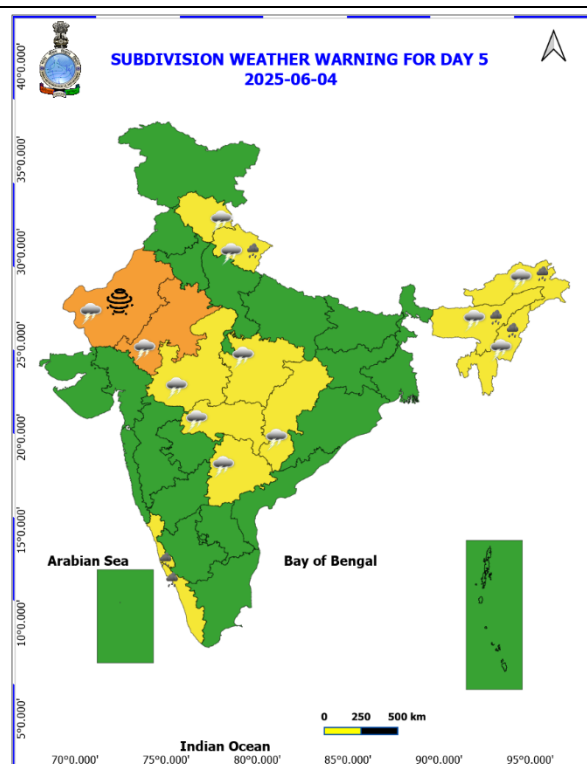 SUBDIVISION WEATHER WARNING FOR DAY 5
2025-06-04
40°0.000'
35°0.000'
30°0.000'
25°0.000'
20°0.000'
15°0.000'
10°0.000'
5°0.000'
Arabian Sea
Bay of Bengal
0 250 500 km
Indian Ocean
70°0.000' 75°0.000' 80°0.000' 85°0.000' 90°0.000' 95°0.000'